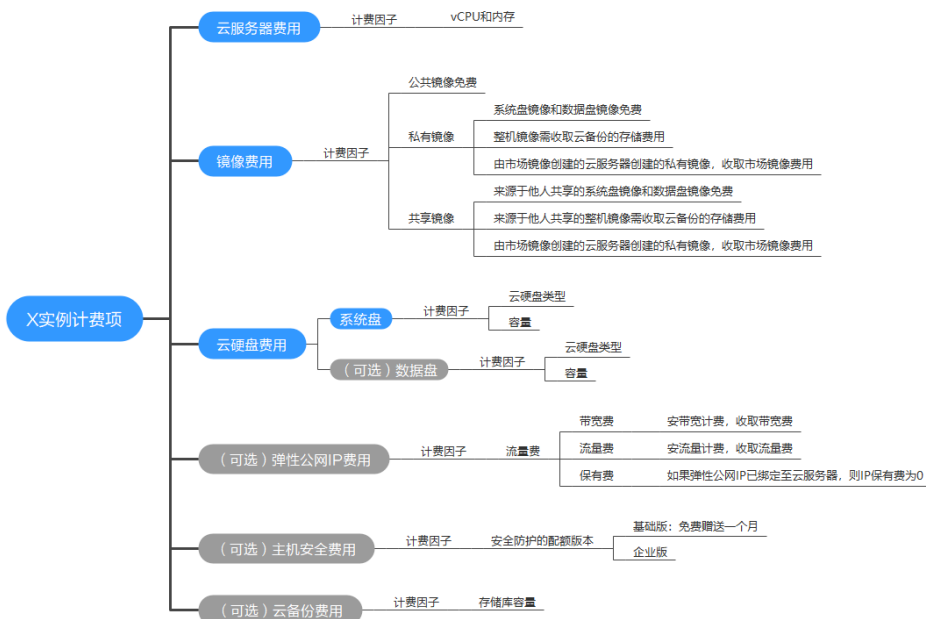 X实例计费项
云服务器费用
计费因子
vCPU和内存
镜像费用
计费因子
公共镜像免费
私有镜像
系统盘镜像和数据盘镜像免费
整机镜像需收取云备份的存储费用
由市场镜像创建的云服务器创建的私有镜像，收取市场镜像费用
共享镜像
来源于他人共享的系统盘镜像和数据盘镜像免费
来源于他人共享的整机镜像需收取云备份的存储费用
由市场镜像创建的云服务器创建的私有镜像，收取市场镜像费用
云硬盘费用
系统盘
计费因子
云硬盘类型
容量
（可选）数据盘
计费因子
云硬盘类型
容量
（可选）弹性公网IP费用
计费因子
流量费
带宽费
安带宽计费，收取带宽费
流量费
安流量计费，收取流量费
保有费
如果弹性公网IP已绑定至云服务器，则IP保有费为0
（可选）主机安全费用
计费因子
安全防护的配额版本
基础版：免费赠送一个月
企业版
（可选）云备份费用
计费因子
存储库容量